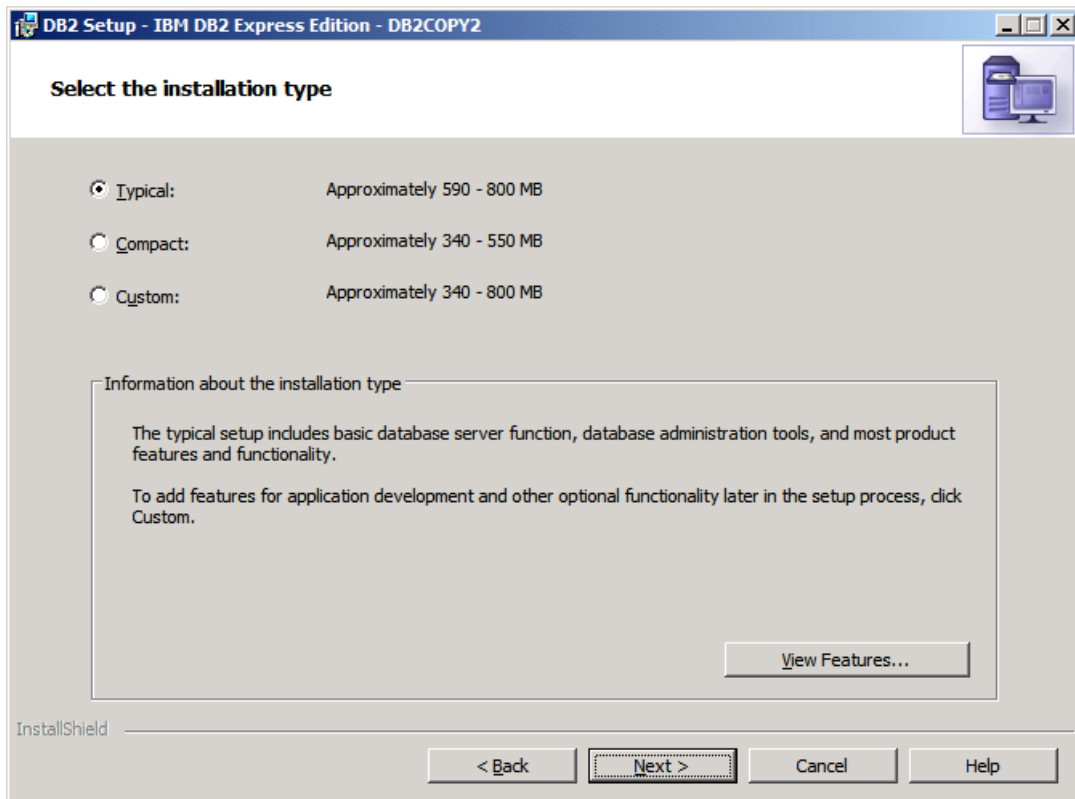 DB2 Setup - IBM DB2 Express Edition - DB2COPY2
Select the installation type
Typical: Approximately 590 - 800 MB
Compact: Approximately 340 - 550 MB
Custom: Approximately 340 - 800 MB
Information about the installation type
The typical setup includes basic database server function, database administration tools, and most product
features and functionality.
To add features for application development and other optional functionality later in the setup process, click
Custom.
View Features...
InstallShield
< Back Next > Cancel Help